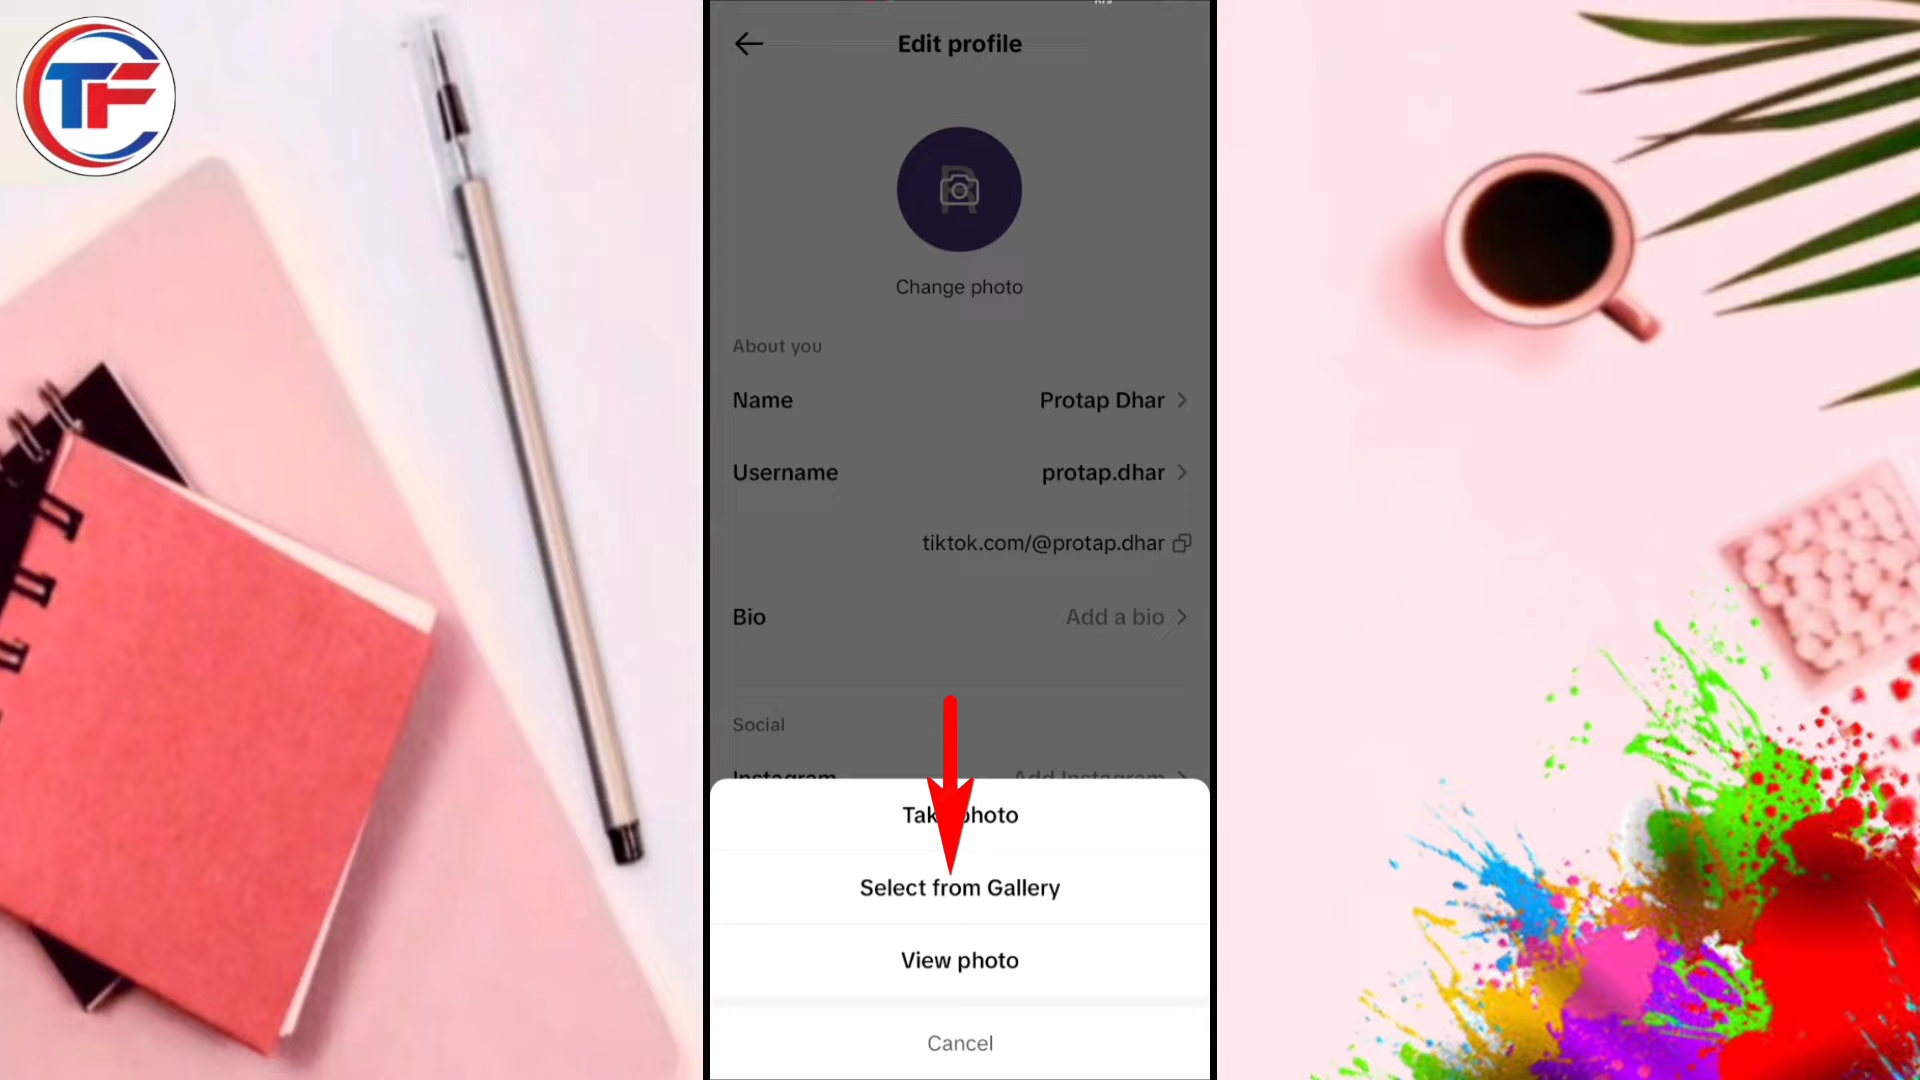 TF
Edit profile
R
Change photo
About you
Name Protap Dhar
Username protap.dhar
tiktok.com/@protap.dhar
Bio Add a bio
Social
Instagram Add Instagram
Take photo
Select from Gallery
View photo
Cancel